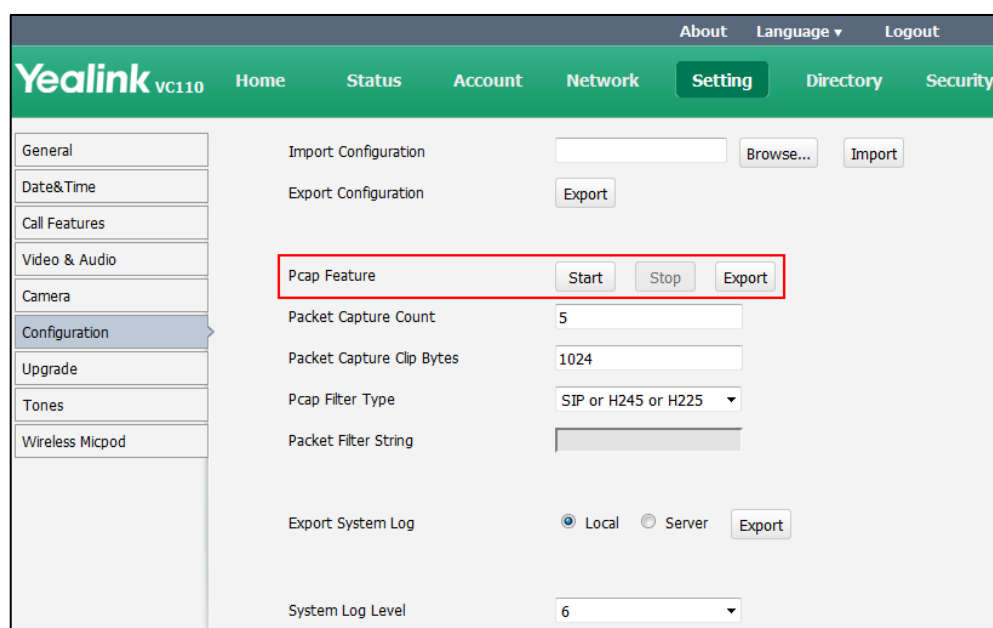 About Language ▾ Logout
Yealink VC110 Home Status Account Network Setting Directory Security
General
Date&Time
Call Features
Video & Audio
Camera
Configuration
Upgrade
Tones
Wireless Micpod
Import Configuration Browse... Import
Export Configuration Export
Pcap Feature Start Stop Export
Packet Capture Count 5
Packet Capture Clip Bytes 1024
Pcap Filter Type SIP or H245 or H225
Packet Filter String
Export System Log Local Server Export
System Log Level 6